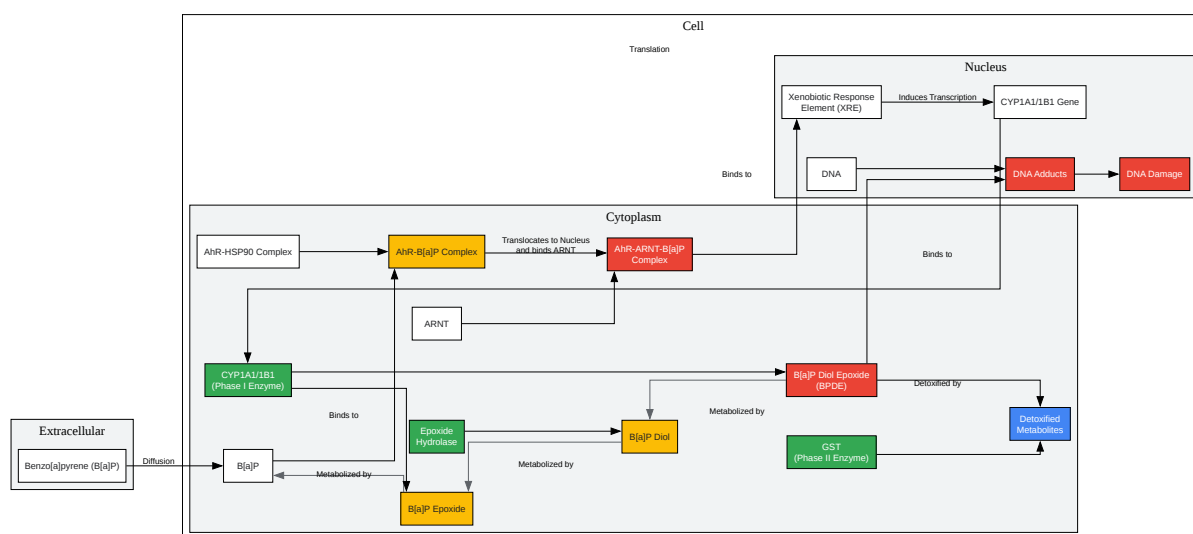 Cell
Translation
Nucleus
Xenobiotic Response
Element (XRE)
Induces Transcription
CYP1A1/1B1 Gene
Binds to
DNA
DNA Adducts
DNA Damage
Cytoplasm
AhR-HSP90 Complex
AhR-B[a]P Complex
Translocates to Nucleus
and binds ARNT
AhR-ARNT-B[a]P
Complex
Binds to
ARNT
CYP1A1/1B1
(Phase I Enzyme)
B[a]P Diol Epoxide
(BPDE)
Detoxified by
Binds to
Metabolized by
Detoxified
Metabolites
Extracellular
Epoxide
Hydrolase
B[a]P Diol
GST
(Phase II Enzyme)
Benzo[a]pyrene (B[a]P)
Diffusion
B[a]P
Metabolized by
Metabolized by
B[a]P Epoxide